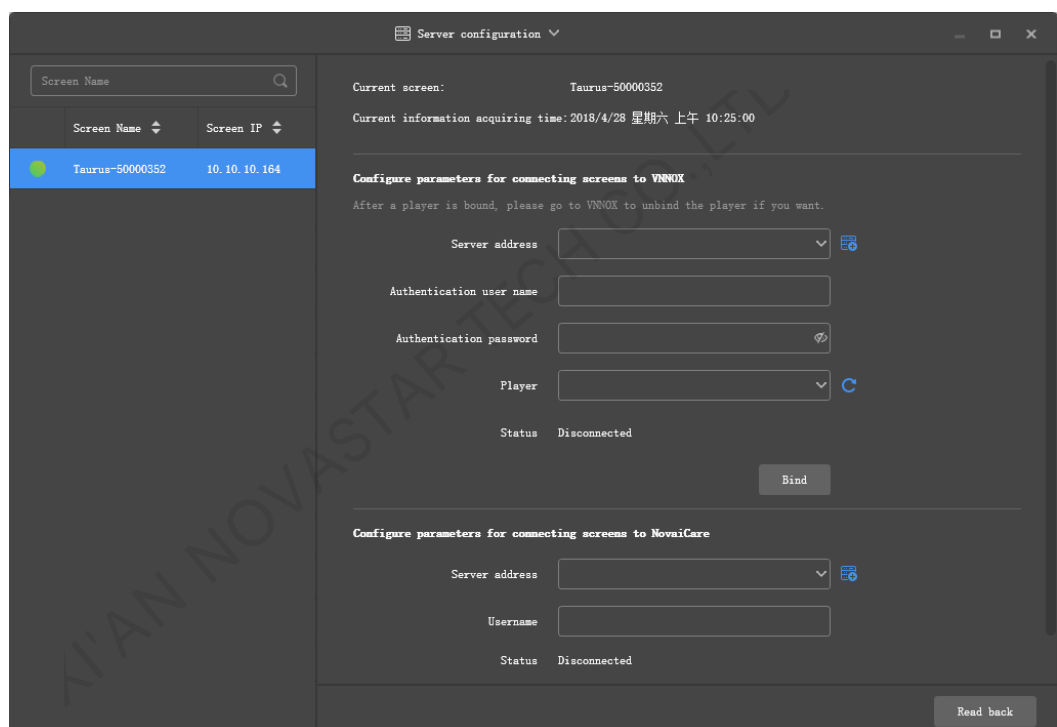 Server configuration
Screen Name
Screen Name Screen IP
Taurus-50000352 10.10.10.164
Current screen: Taurus-50000352
Current information acquiring time: 2018/4/28 星期六 上午 10:25:00
Configure parameters for connecting screens to VNNOX
After a player is bound, please go to VNNOX to unbind the player if you want.
Server address
Authentication user name
Authentication password
Player
Status Disconnected
Bind
Configure parameters for connecting screens to NovaiCare
Server address
Username
Status Disconnected
Read back
XI'AN NOVASTAR TECH CO.,LTD